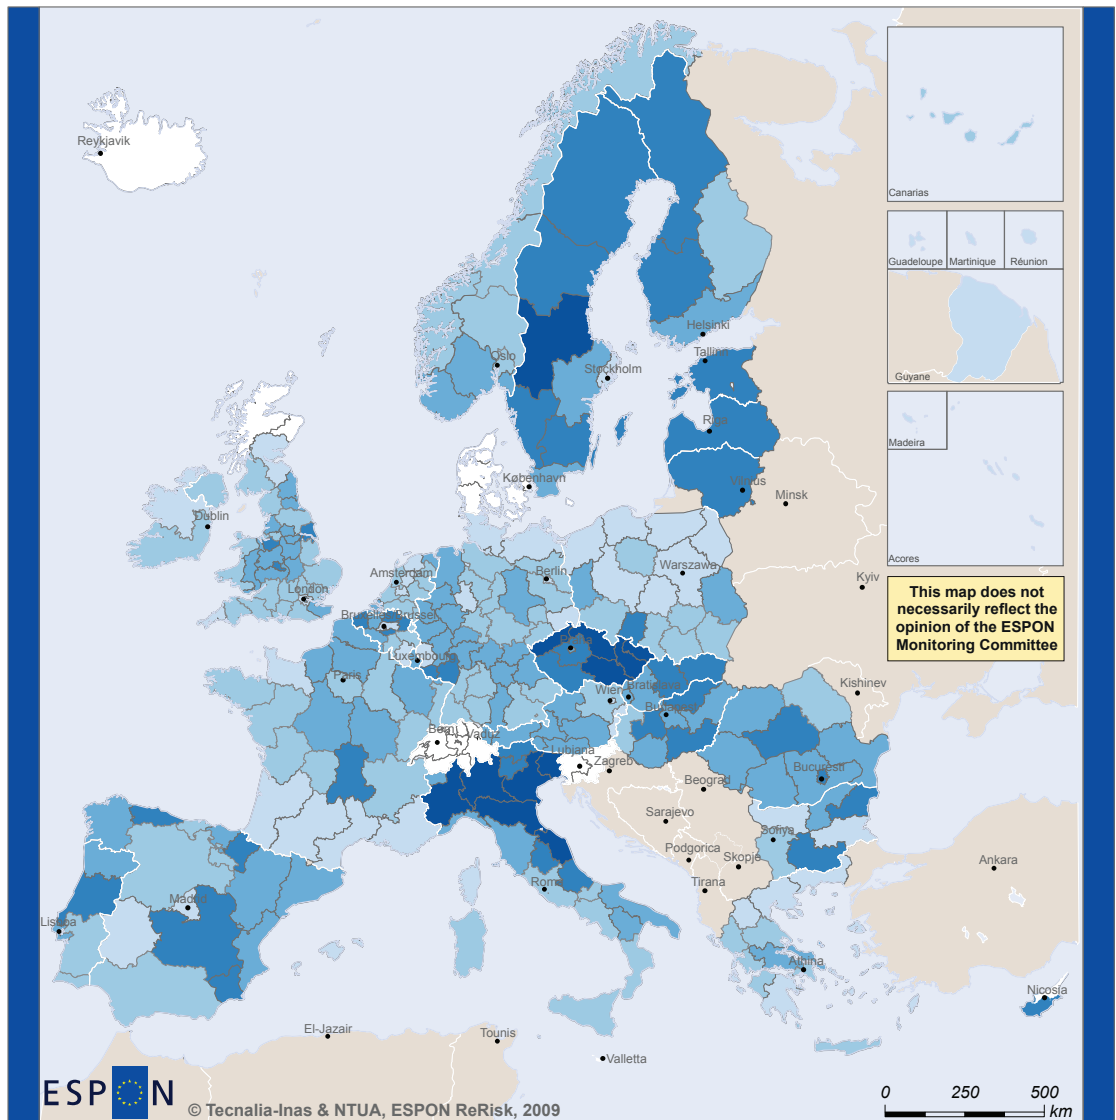 Reykjavik
Canarias
Guadeloupe
Martinique
Réunion
Guyane
Madeira
Acores
Helsinki
Tallinn
Oslo
Stockholm
Riga
Vilnius
Minsk
København
Dublin
Amsterdam
Berlin
Warszawa
London
Kyiv
This map does not
necessarily reflect the
opinion of the ESPON
Monitoring Committee
Bruxelles/Brussel
Praha
Luxembourg
Paris
Wien
Bratislava
Kishinev
Budapest
Bern
Vaduz
Ljubjana
Zagreb
Bucuresti
Beograd
Sarajevo
Sofiya
Podgorica
Skopje
Ankara
Tirana
Roma
Madrid
Lisboa
Athina
Nicosia
El-Jazair
Tounis
Valletta
ESPON
© Tecnalia-Inas & NTUA, ESPON ReRisk, 2009
0 250 500
km